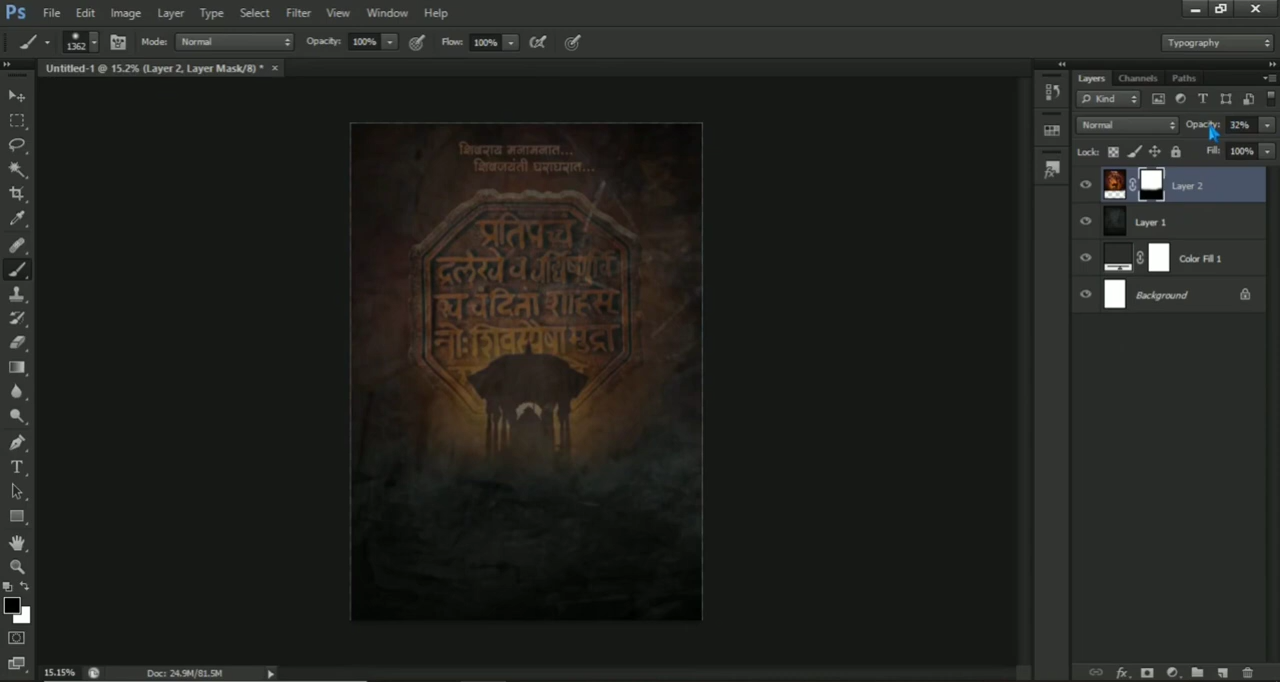 Ps File Edit Image Layer Type Select Filter View Window Help
1362 Mode: Normal Opacity: 100% Flow: 100% Typography
Untitled-1 @ 15.2% (Layer 2, Layer Mask/8) * ×
Layers Channels Paths
Kind
Normal Opacity: 32%
Lock: Fill: 100%
Layer 2
Layer 1
Color Fill 1
Background
शिवराय मनामनात...
शिवजयंती घराघरात...
प्रतिपच्च
नोः शिवस्यैषा मुद्रा
15.15% Doc: 24.9M/81.5M